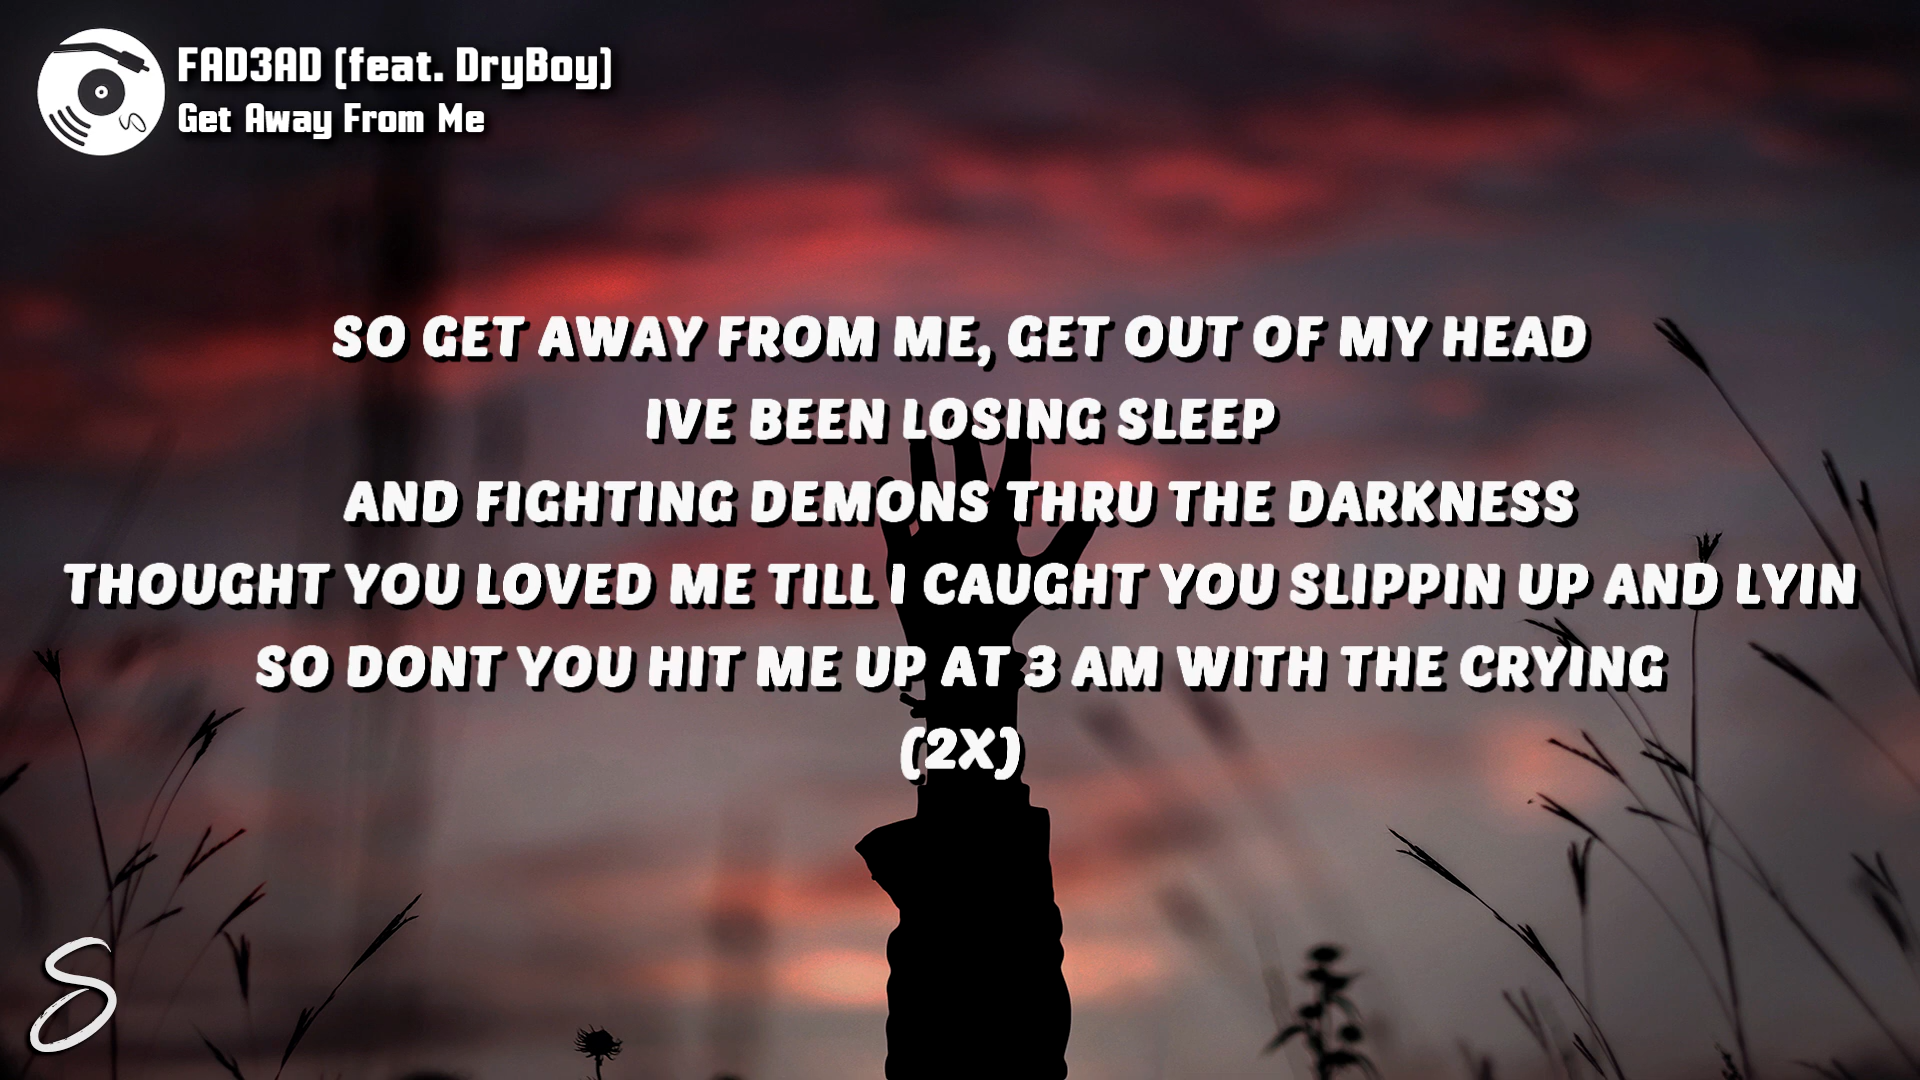 FAD3AD (feat. DryBoy)
Get Away From Me
SO GET AWAY FROM ME, GET OUT OF MY HEAD
IVE BEEN LOSING SLEEP
AND FIGHTING DEMONS THRU THE DARKNESS
THOUGHT YOU LOVED ME TILL I CAUGHT YOU SLIPPIN UP AND LYIN
SO DONT YOU HIT ME UP AT 3 AM WITH THE CRYING
(2X)
S